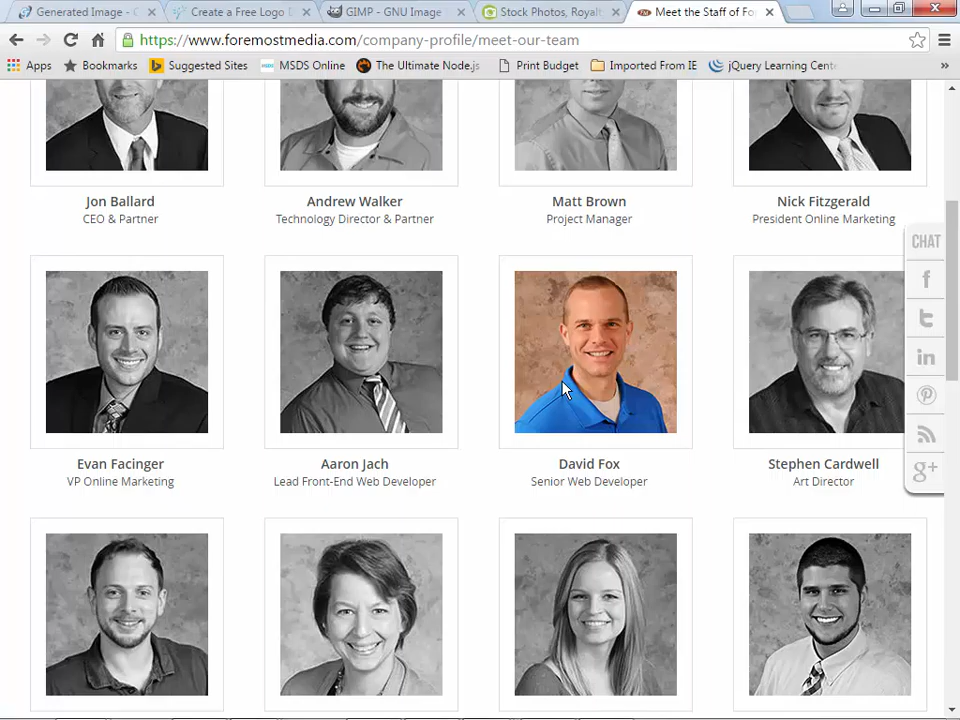 Generated Image - C
Create a Free Logo D
GIMP - GNU Image
Stock Photos, Royalt
Meet the Staff of Fo
https://www.foremostmedia.com/company-profile/meet-our-team
Apps
Bookmarks
Suggested Sites
MSDS Online
The Ultimate Node.js
Print Budget
Imported From IE
jQuery Learning Cent
»
Jon Ballard
CEO & Partner
Andrew Walker
Technology Director & Partner
Matt Brown
Project Manager
Nick Fitzgerald
President Online Marketing
CHAT
Evan Facinger
VP Online Marketing
Aaron Jach
Lead Front-End Web Developer
David Fox
Senior Web Developer
Stephen Cardwell
Art Director